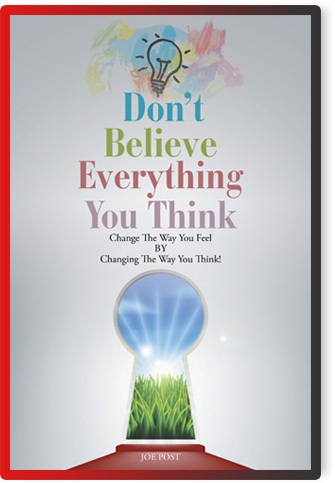 Don't
Believe
Everything
You Think
Change The Way You Feel
BY
Changing The Way You Think!
JOE POST